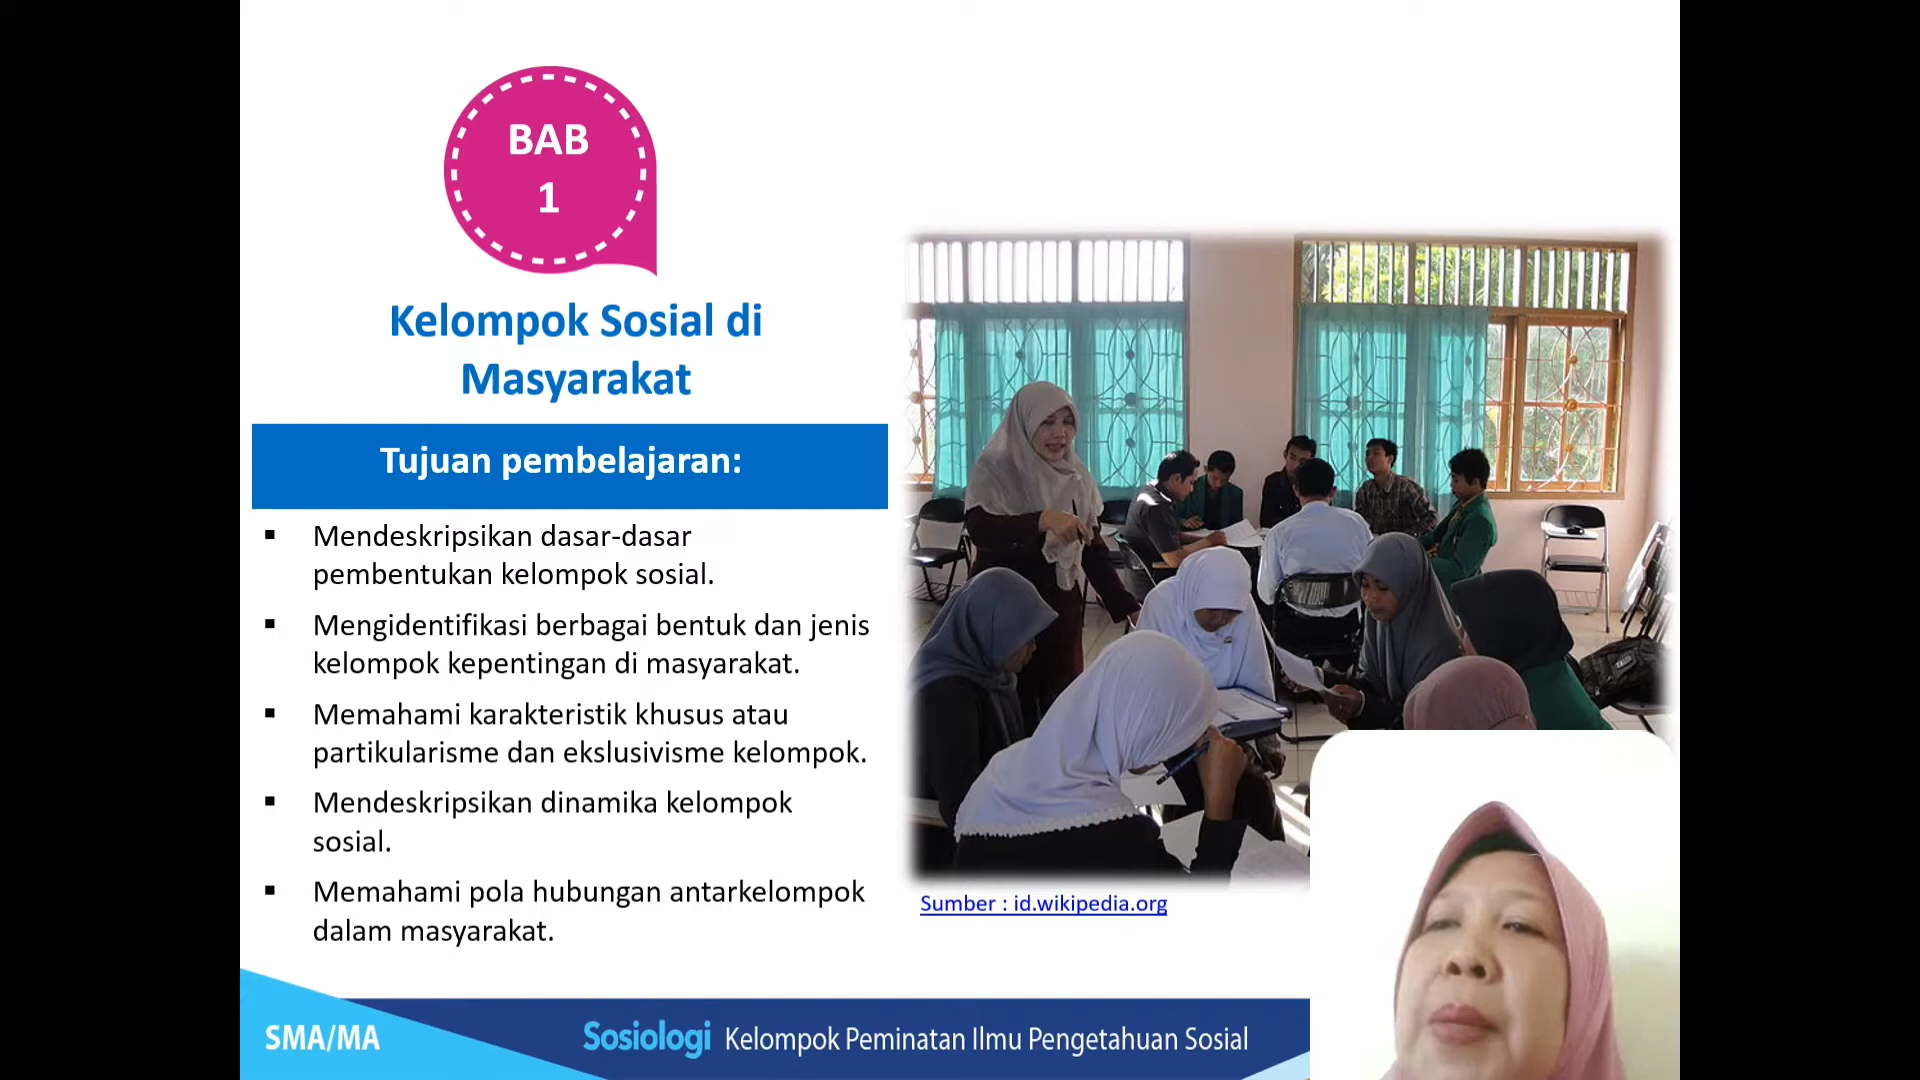 BAB
1
Kelompok Sosial di
Masyarakat
Tujuan pembelajaran:
▪ Mendeskripsikan dasar-dasar
pembentukan kelompok sosial.
▪ Mengidentifikasi berbagai bentuk dan jenis
kelompok kepentingan di masyarakat.
▪ Memahami karakteristik khusus atau
partikularisme dan ekslusivisme kelompok.
▪ Mendeskripsikan dinamika kelompok
sosial.
▪ Memahami pola hubungan antarkelompok
dalam masyarakat.
Sumber : id.wikipedia.org
SMA/MA
Sosiologi Kelompok Peminatan Ilmu Pengetahuan Sosial